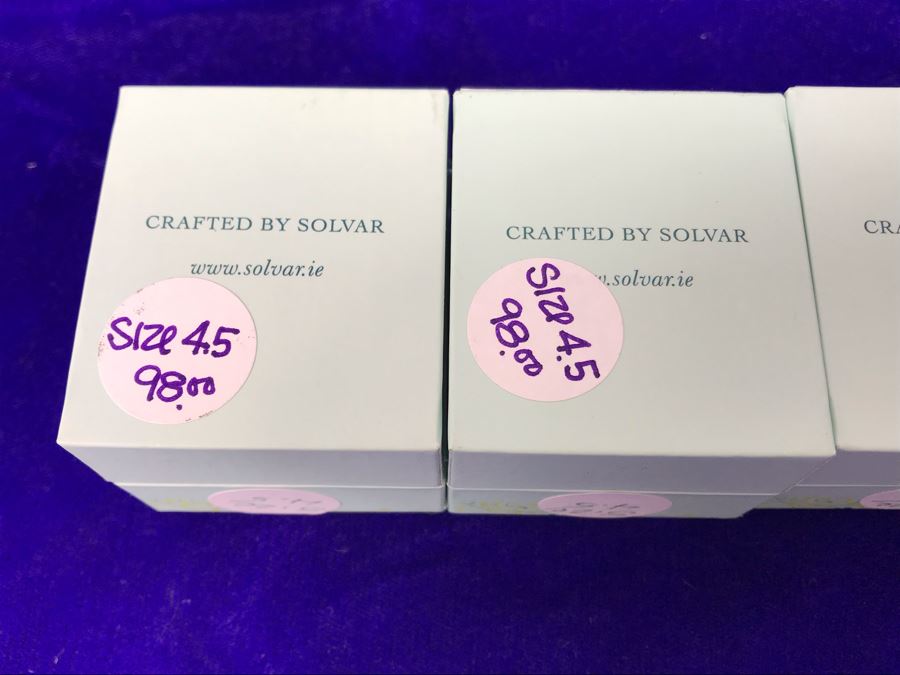 CRAFTED BY SOLVAR
www.solvar.ie
SIZe 4.5
98.00
CRAFTED BY SOLVAR
.solvar.ie
SIZe 4.5
98.00
CRA